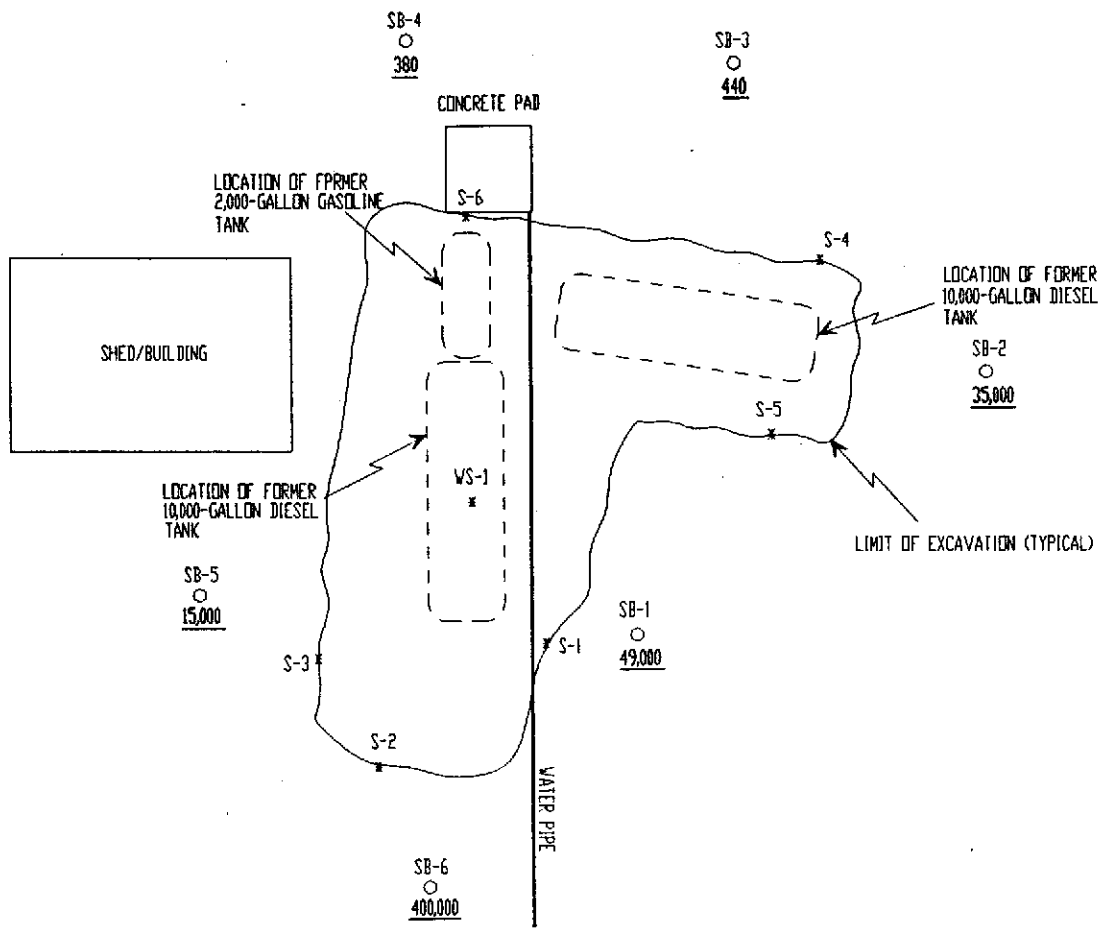 SB-4
380
SB-3
440
CONCRETE PAD
LOCATION OF FPRMER
2,000-GALLON GASOLINE
TANK
S-6
S-4
LOCATION OF FORMER
10,000-GALLON DIESEL
TANK
SHED/BUILDING
SB-2
35,000
S-5
WS-1
LOCATION OF FORMER
10,000-GALLON DIESEL
TANK
LIMIT OF EXCAVATION (TYPICAL)
SB-5
15,000
SB-1
49,000
S-1
S-3
S-2
WATER PIPE
SB-6
400,000